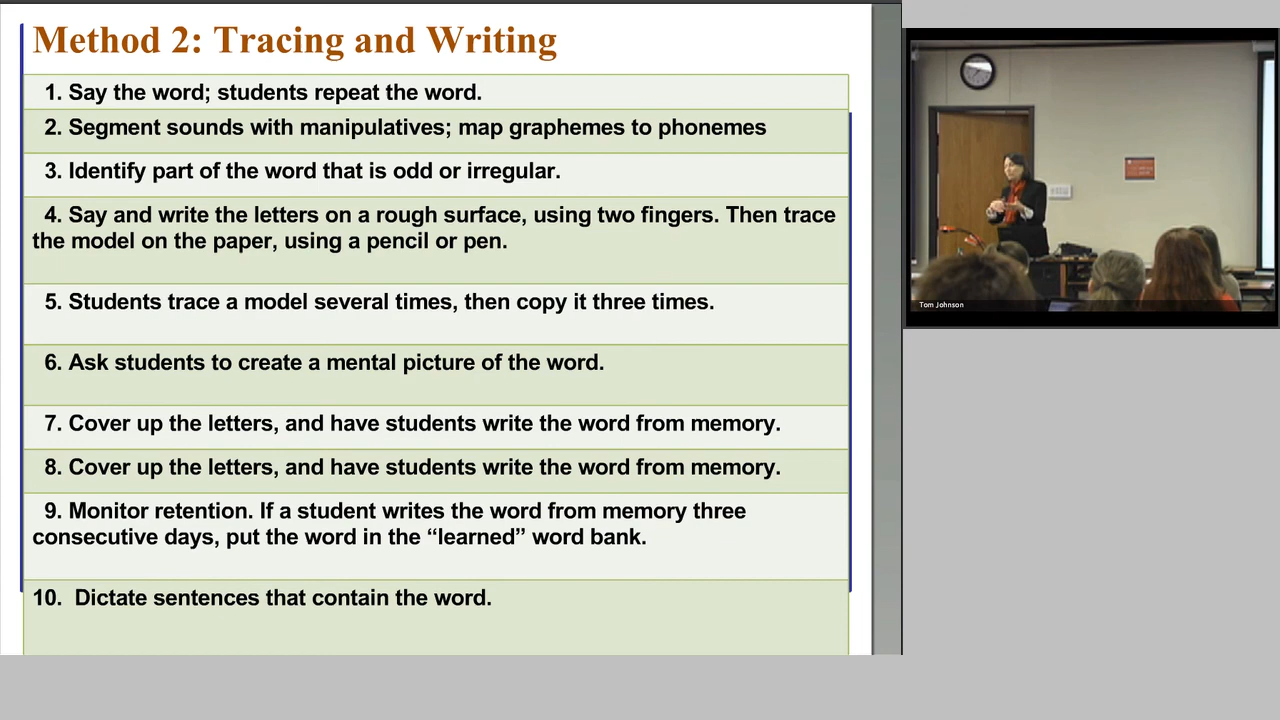 Method 2: Tracing and Writing
1. Say the word; students repeat the word.
2. Segment sounds with manipulatives; map graphemes to phonemes
3. Identify part of the word that is odd or irregular.
4. Say and write the letters on a rough surface, using two fingers. Then trace
the model on the paper, using a pencil or pen.
5. Students trace a model several times, then copy it three times.
6. Ask students to create a mental picture of the word.
7. Cover up the letters, and have students write the word from memory.
8. Cover up the letters, and have students write the word from memory.
9. Monitor retention. If a student writes the word from memory three
consecutive days, put the word in the “learned” word bank.
10.  Dictate sentences that contain the word.
Tom Johnson